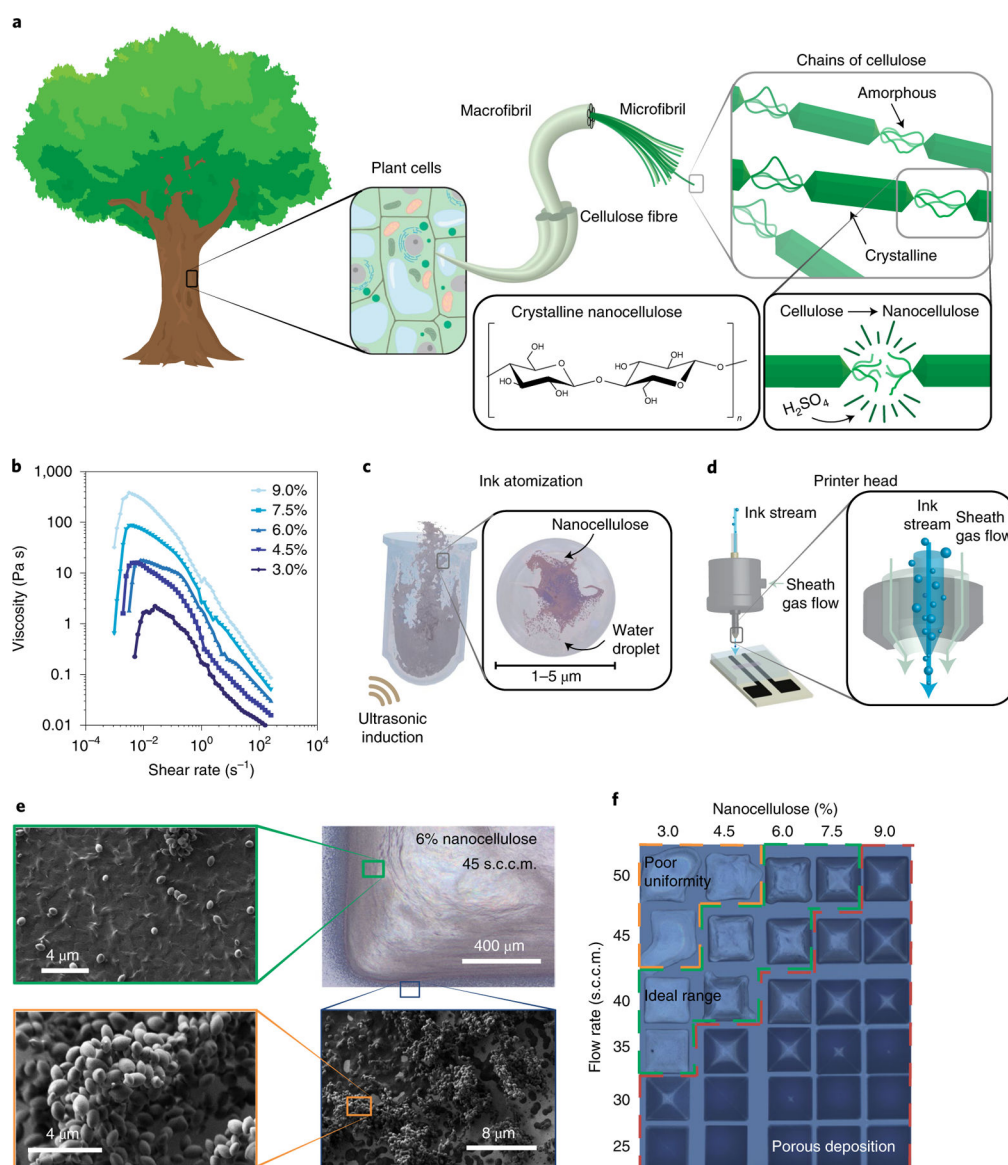 a
Chains of cellulose
Macrofibril
Microfibril
Amorphous
Plant cells
Cellulose fibre
Crystalline
Crystalline nanocellulose
OH
HO
O
OH
OH
HO
O
O
HO
O
O
OH
OH
n
Cellulose → Nanocellulose
H₂SO₄
b
Viscosity (Pa s)
1,000
100
10
1
0.1
0.01
9.0%
7.5%
6.0%
4.5%
3.0%
10⁻⁴
10⁻²
10⁰
10²
10⁴
Shear rate (s⁻¹)
c
Ink atomization
Nanocellulose
Water
droplet
1–5 μm
Ultrasonic
induction
d
Printer head
Ink stream
Sheath
gas flow
Ink
stream
Sheath
gas flow
e
4 μm
6% nanocellulose
45 s.c.c.m.
400 μm
4 μm
8 μm
f
Nanocellulose (%)
3.0 4.5 6.0 7.5 9.0
Flow rate (s.c.c.m.)
50
45
40
35
30
25
Poor
uniformity
Ideal range
Porous deposition